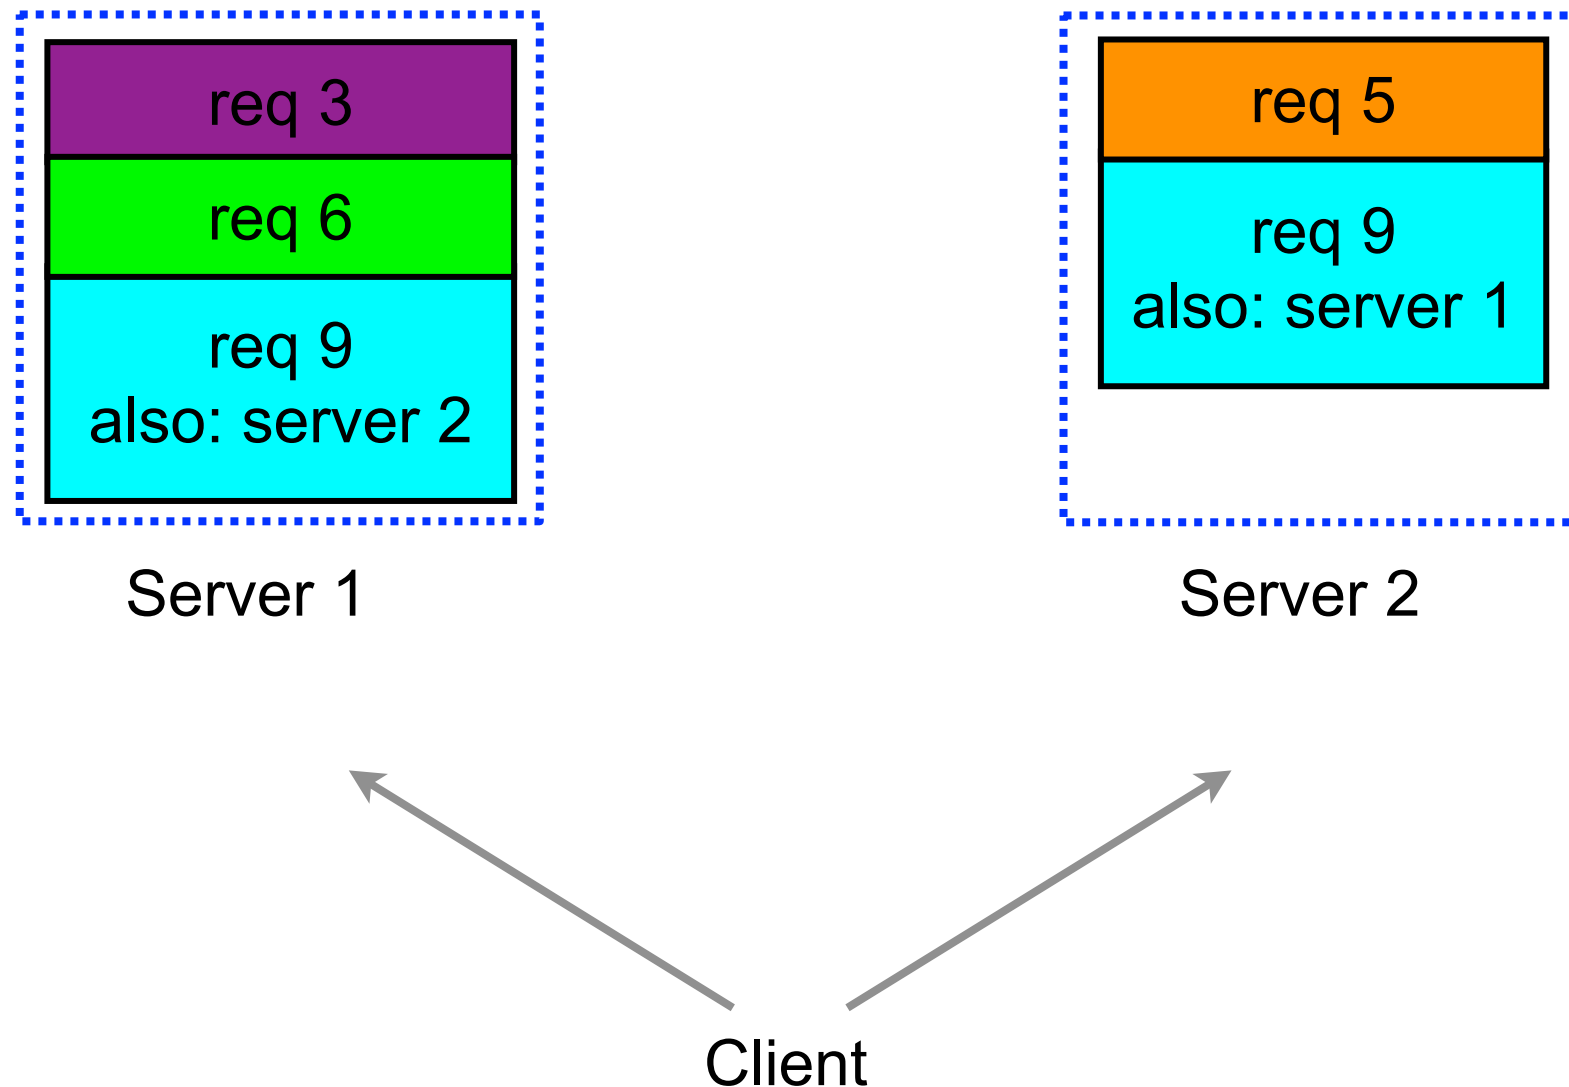 req 3
req 6
req 9
also: server 2
Server 1
req 5
req 9
also: server 1
Server 2
Client